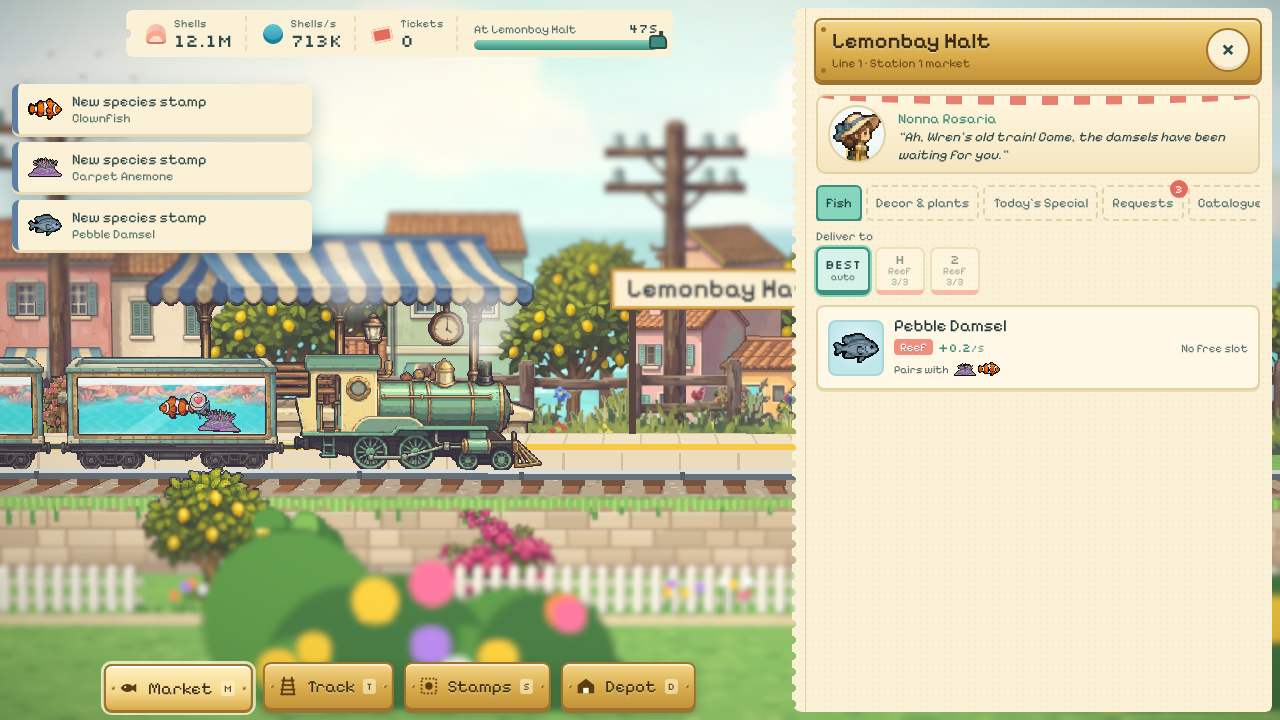 Shells
12.1M
Shells/s
713K
Tickets
0
At Lemonbay Halt
47s
New species stamp
Clownfish
New species stamp
Carpet Anemone
New species stamp
Pebble Damsel
Lemonbay Halt
Line 1 · Station 1 market
Nonna Rosaria
"Ah, Wren's old train! Come, the damsels have been
waiting for you."
Fish
Decor & plants
Today's Special
Requests
3
Catalogue
Deliver to
BEST
auto
H
Reef
3/3
2
Reef
3/3
Pebble Damsel
Reef
+0.2/s
Pairs with
No free slot
Lemonbay Ha
Market M
Track T
Stamps S
Depot D